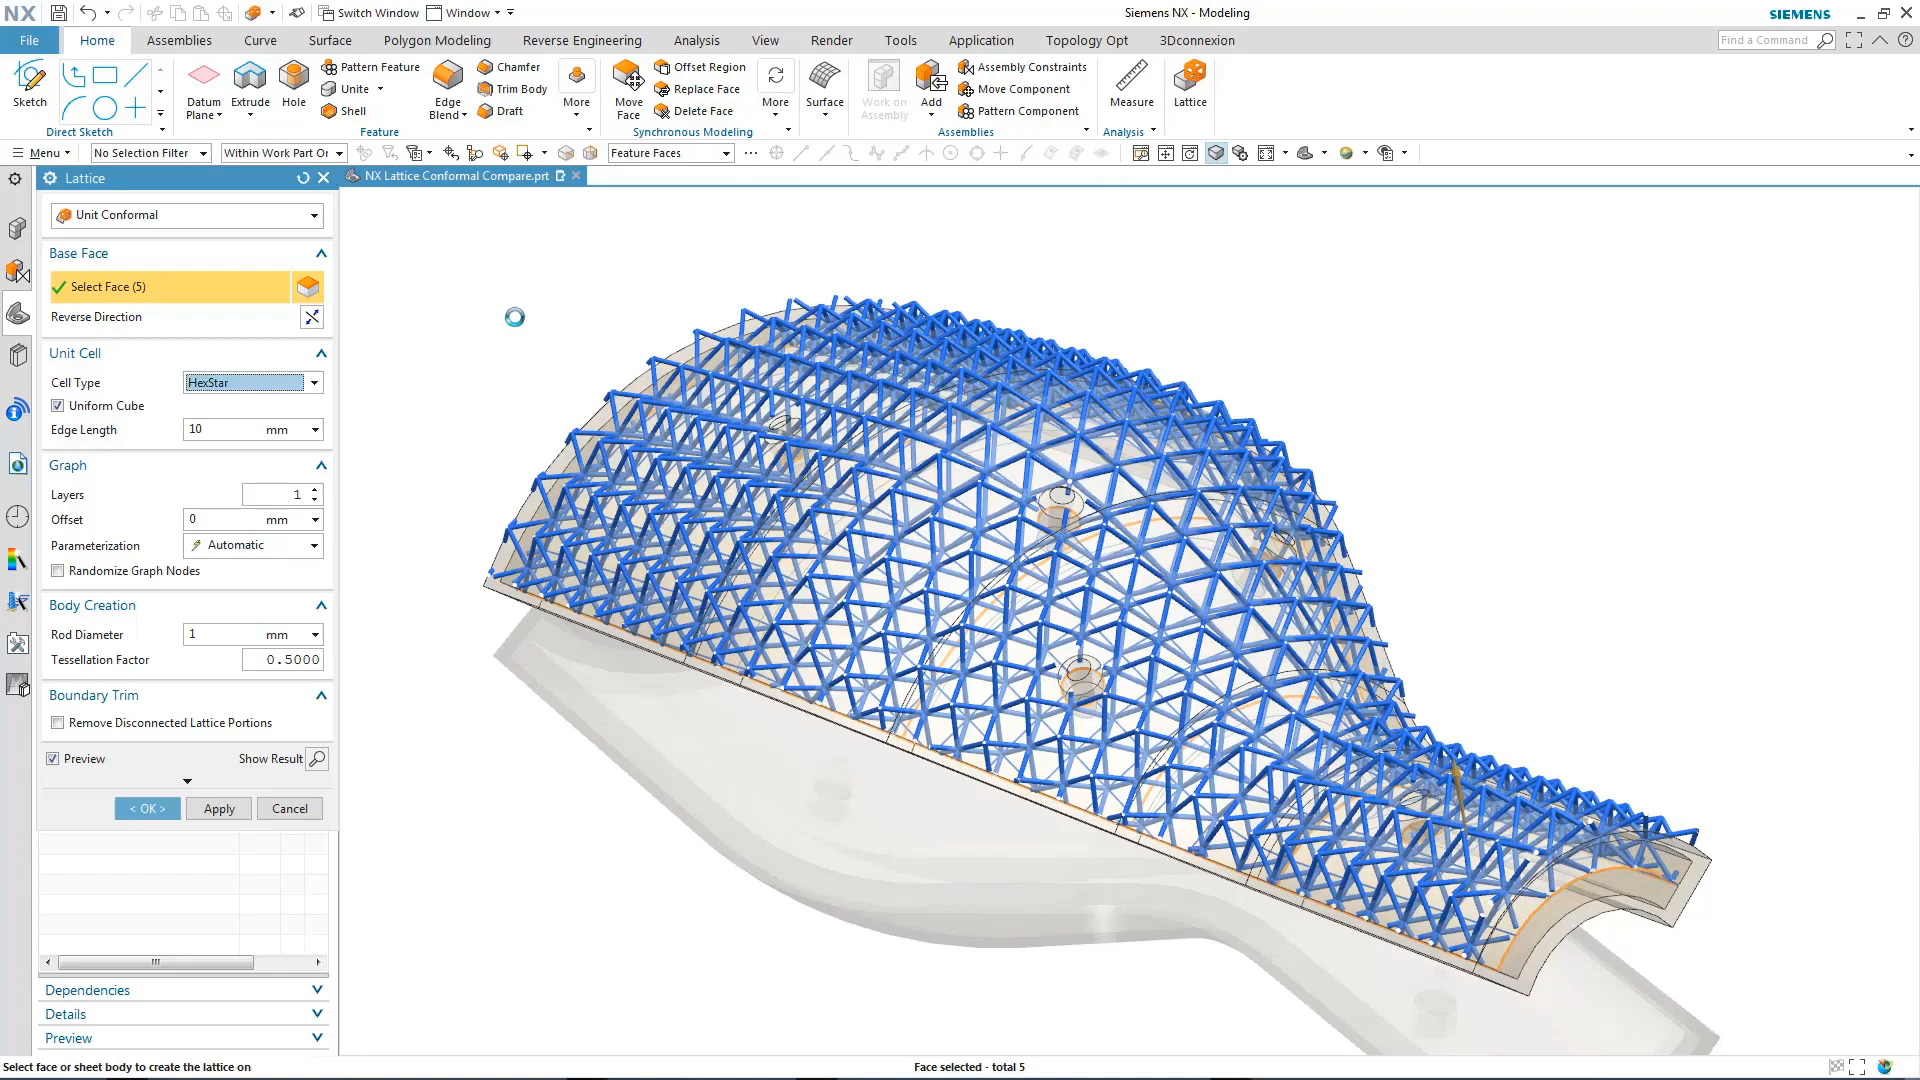 NX Switch Window Window Siemens NX - Modeling SIEMENS
File Home Assemblies Curve Surface Polygon Modeling Reverse Engineering Analysis View Render Tools Application Topology Opt 3Dconnexion Find a Command
Sketch
Direct Sketch
Datum Plane
Extrude
Hole
Pattern Feature
Unite
Shell
Edge Blend
Chamfer
Trim Body
Draft
More
Feature
Move Face
Offset Region
Replace Face
Delete Face
More
Synchronous Modeling
Surface
Work on Assembly
Add
Assembly Constraints
Move Component
Pattern Component
Assemblies
Measure
Analysis
Lattice
Menu No Selection Filter Within Work Part Or Feature Faces
Lattice
NX Lattice Conformal Compare.prt
Unit Conformal
Base Face
Select Face (5)
Reverse Direction
Unit Cell
Cell Type HexStar
Uniform Cube
Edge Length 10 mm
Graph
Layers 1
Offset 0 mm
Parameterization Automatic
Randomize Graph Nodes
Body Creation
Rod Diameter 1 mm
Tessellation Factor 0.5000
Boundary Trim
Remove Disconnected Lattice Portions
Preview Show Result
< OK > Apply Cancel
Dependencies
Details
Preview
Select face or sheet body to create the lattice on Face selected - total 5